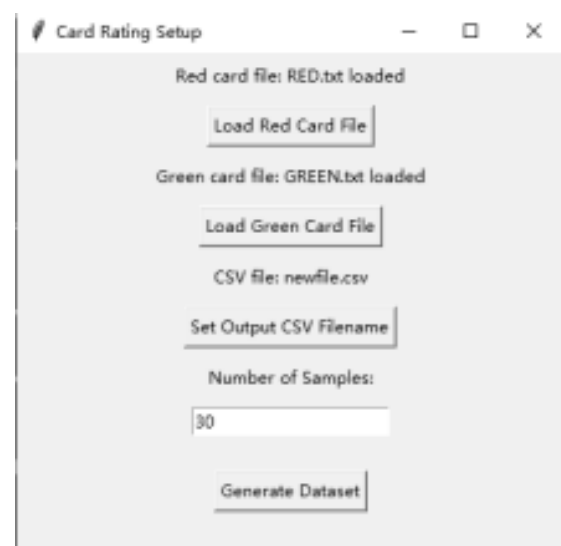 Card Rating Setup
Red card file: RED.txt loaded
Load Red Card File
Green card file: GREEN.txt loaded
Load Green Card File
CSV file: newfile.csv
Set Output CSV Filename
Number of Samples:
30
Generate Dataset